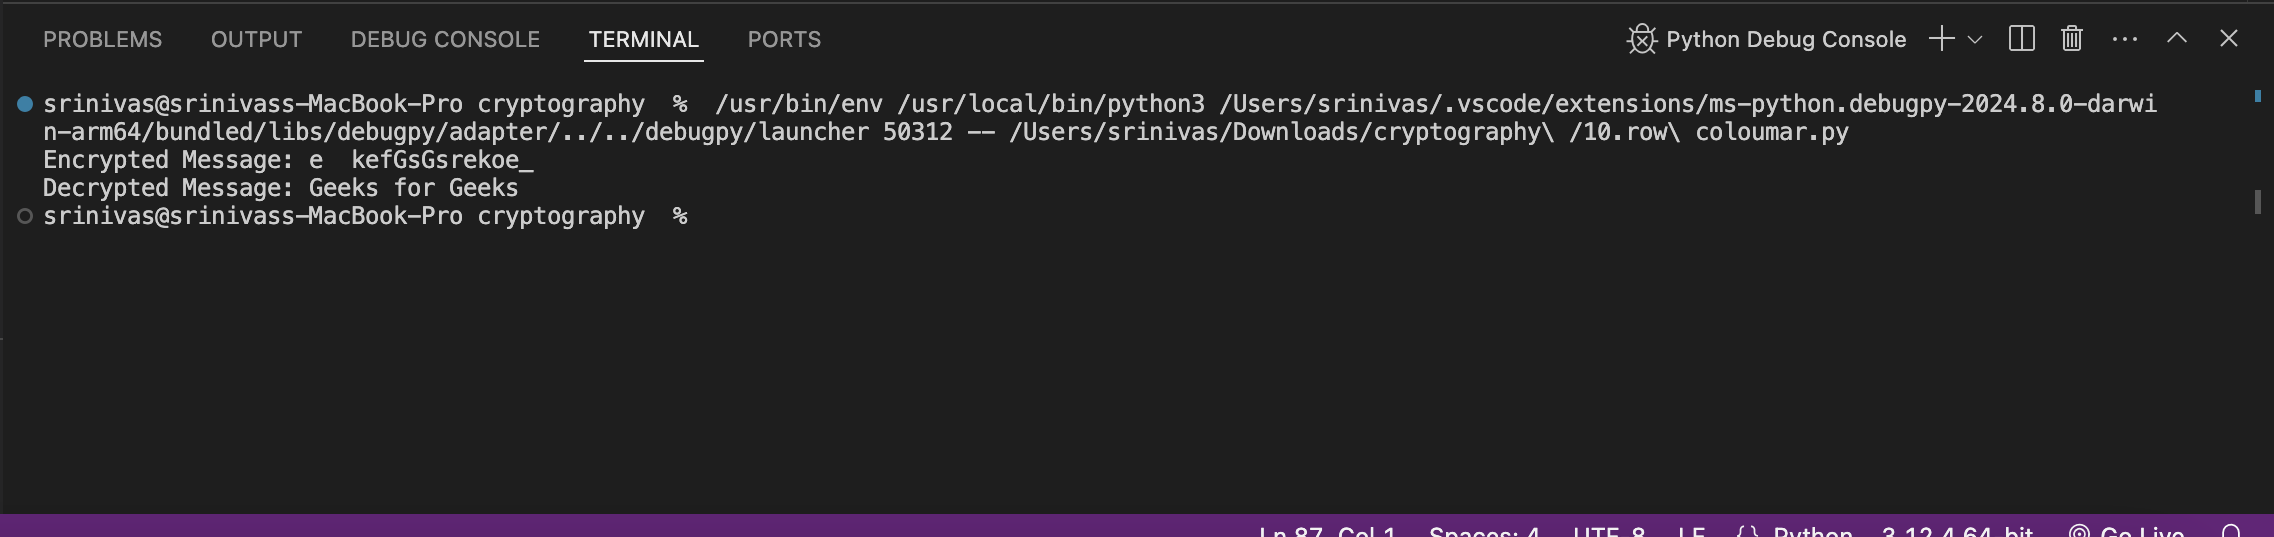 PROBLEMS OUTPUT DEBUG CONSOLE TERMINAL PORTS Python Debug Console
srinivas@srinivass-MacBook-Pro cryptography  %  /usr/bin/env /usr/local/bin/python3 /Users/srinivas/.vscode/extensions/ms-python.debugpy-2024.8.0-darwi
n-arm64/bundled/libs/debugpy/adapter/../../debugpy/launcher 50312 -- /Users/srinivas/Downloads/cryptography\ /10.row\ coloumar.py
Encrypted Message: e  kefGsGsrekoe_
Decrypted Message: Geeks for Geeks
srinivas@srinivass-MacBook-Pro cryptography  %
Ln 87, Col 1 Spaces: 4 UTF-8 LF {} Python 3.12.4 64-bit Go Live